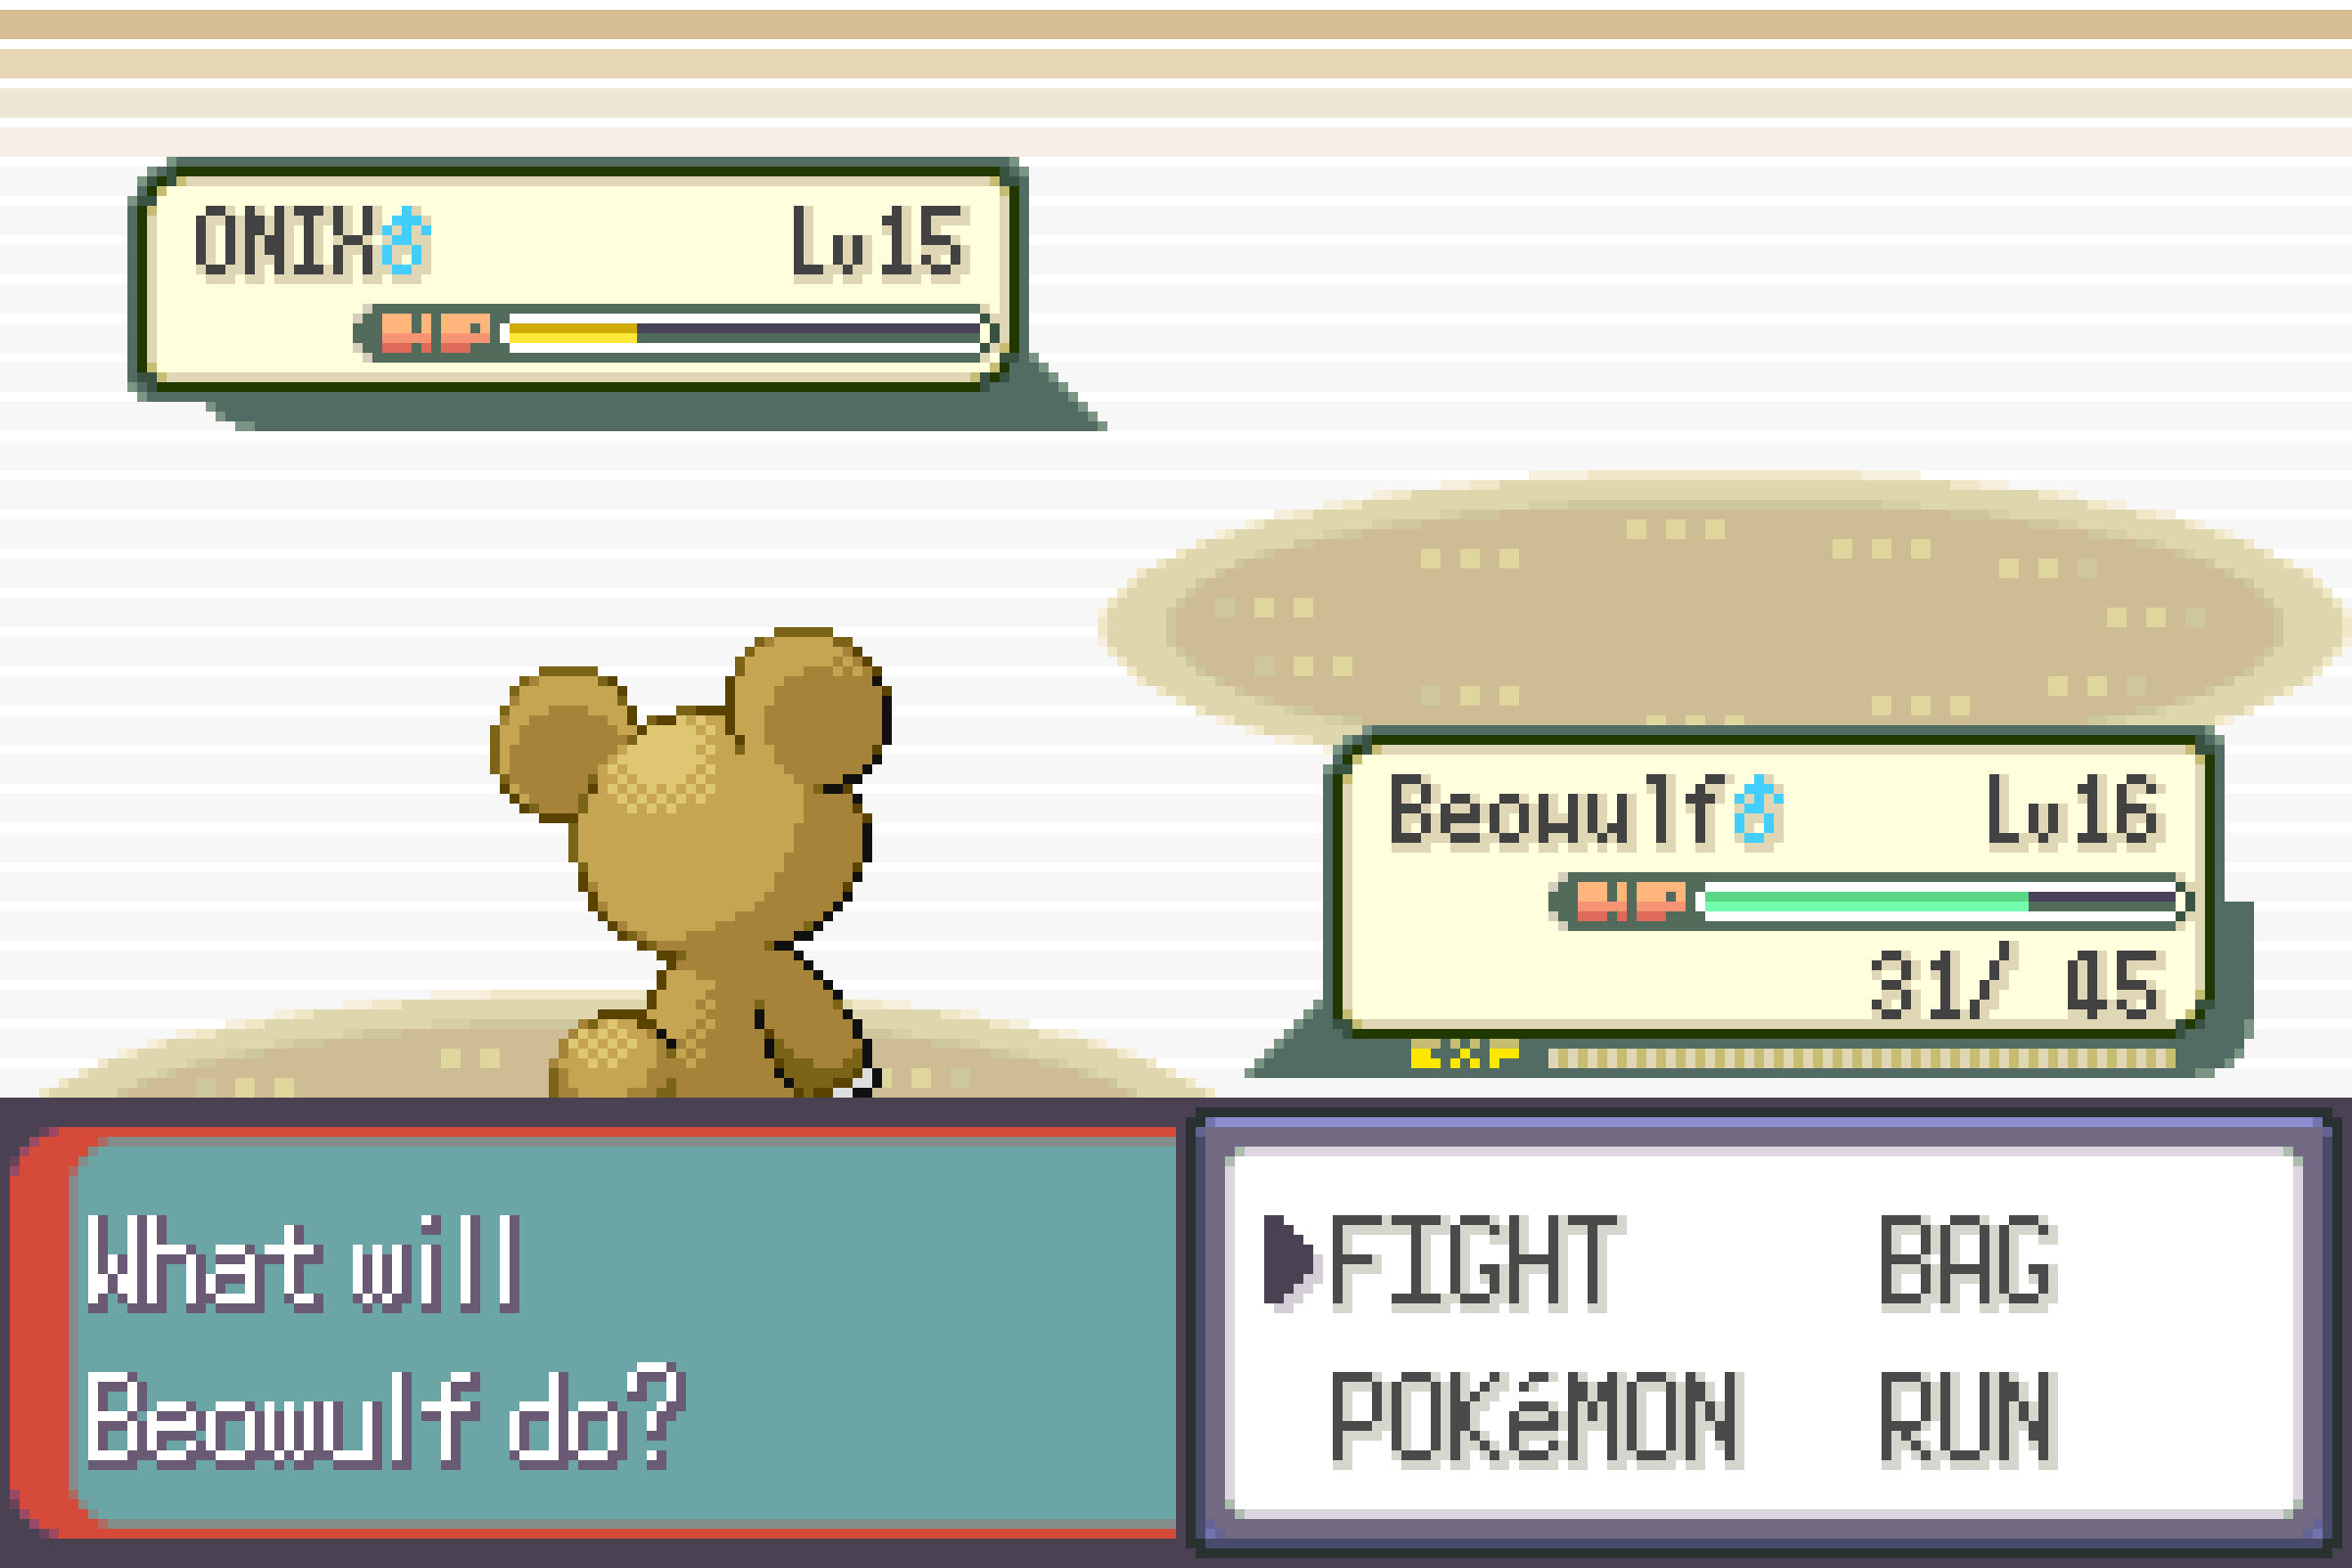 ONIX♂ Lv15
HP
Beowulf♂ Lv16
HP
31/ 45
EXP
What will
Beowulf do?
FIGHT BAG
POKéMON RUN